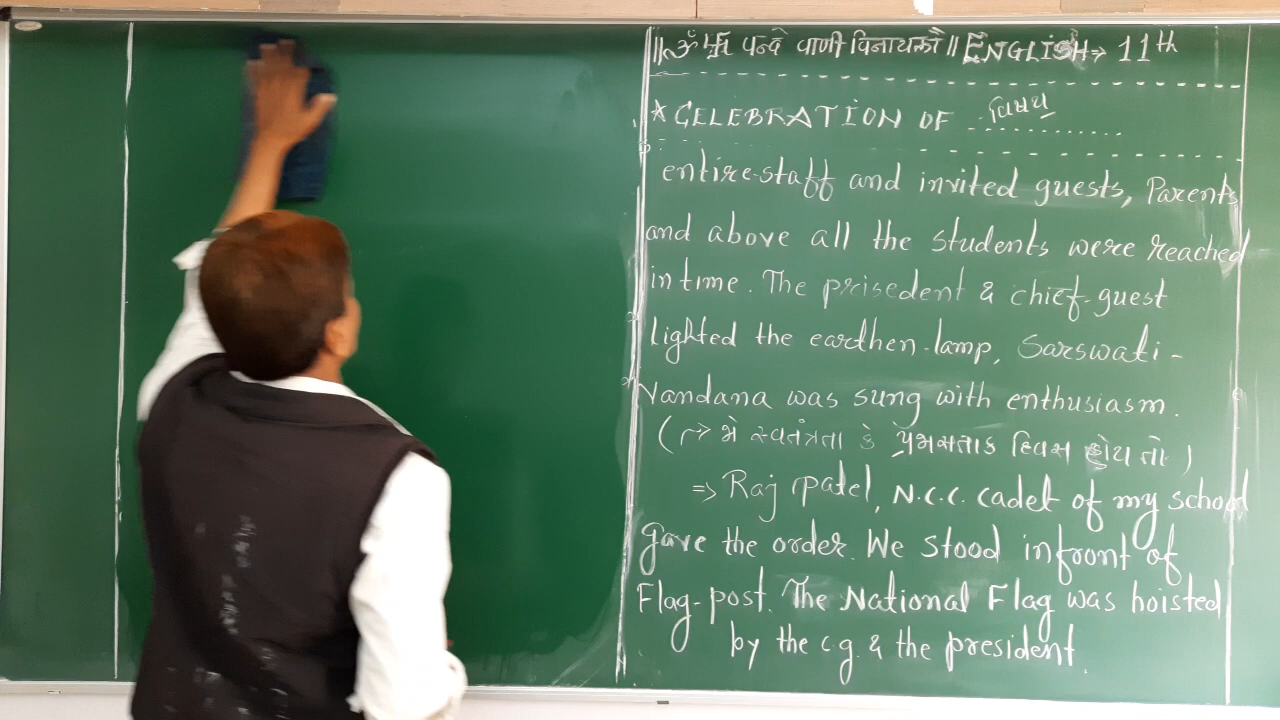 ॥ ॐ 卐 वन्दे वाणी विनायकौ ॥ ENGLISH → 11th
* CELEBRATION OF ............
entire-staff and invited guests, Parents
and above all the students were reached
in time. The prisedent & chief-guest
lighted the earthen-lamp, Sarswati-
Vandana was sung with enthusiasm.
⇒ Raj Patel, N.C.C. cadet of my school
gave the order. We stood infront of
Flag-post. The National Flag was hoisted
by the c.g. & the president.